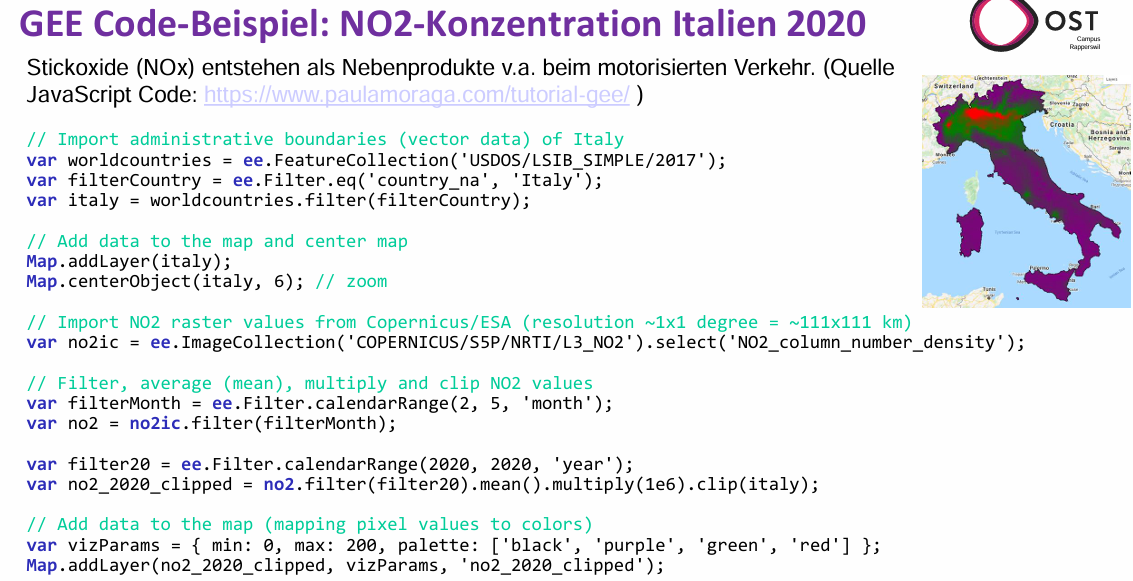 GEE Code-Beispiel: NO2-Konzentration Italien 2020
OST
Campus
Rapperswil
Stickoxide (NOx) entstehen als Nebenprodukte v.a. beim motorisierten Verkehr. (Quelle
JavaScript Code: https://www.paulamoraga.com/tutorial-gee/ )
Liechtenstein
Switzerland
Slovenia
Zagreb
Croatia
Bosnia and
Herzegovina
Sarajevo
Monaco
Bari
Palermo
Tunis
// Import administrative boundaries (vector data) of Italy
var worldcountries = ee.FeatureCollection('USDOS/LSIB_SIMPLE/2017');
var filterCountry = ee.Filter.eq('country_na', 'Italy');
var italy = worldcountries.filter(filterCountry);
// Add data to the map and center map
Map.addLayer(italy);
Map.centerObject(italy, 6); // zoom
// Import NO2 raster values from Copernicus/ESA (resolution ~1x1 degree = ~111x111 km)
var no2ic = ee.ImageCollection('COPERNICUS/S5P/NRTI/L3_NO2').select('NO2_column_number_density');
// Filter, average (mean), multiply and clip NO2 values
var filterMonth = ee.Filter.calendarRange(2, 5, 'month');
var no2 = no2ic.filter(filterMonth);
var filter20 = ee.Filter.calendarRange(2020, 2020, 'year');
var no2_2020_clipped = no2.filter(filter20).mean().multiply(1e6).clip(italy);
// Add data to the map (mapping pixel values to colors)
var vizParams = { min: 0, max: 200, palette: ['black', 'purple', 'green', 'red'] };
Map.addLayer(no2_2020_clipped, vizParams, 'no2_2020_clipped');